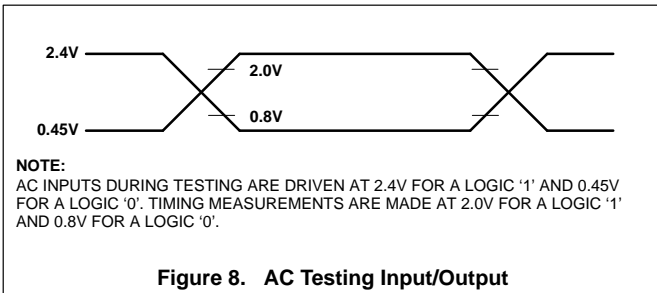 2.4V
2.0V
0.8V
0.45V
NOTE:
AC INPUTS DURING TESTING ARE DRIVEN AT 2.4V FOR A LOGIC ‘1’ AND 0.45V
FOR A LOGIC ‘0’. TIMING MEASUREMENTS ARE MADE AT 2.0V FOR A LOGIC ‘1’
AND 0.8V FOR A LOGIC ‘0’.
Figure 8. AC Testing Input/Output